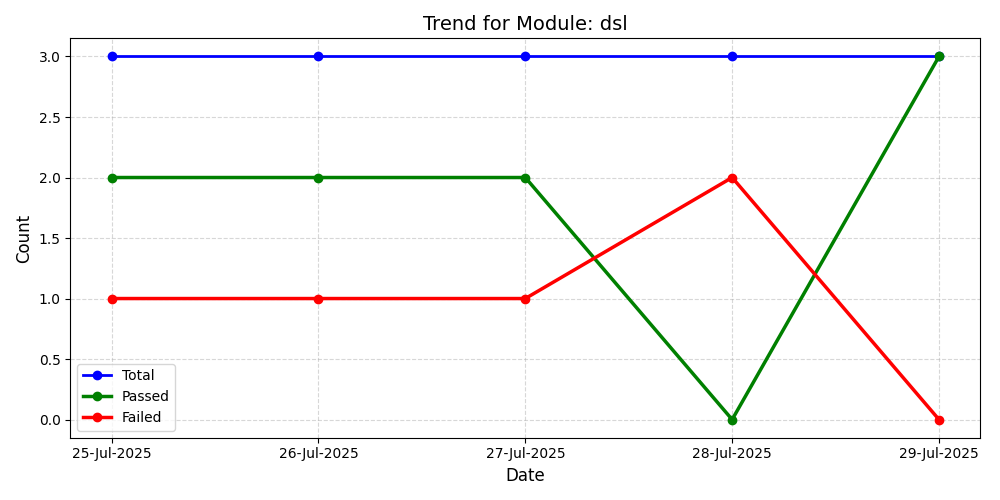 Trend for Module: dsl
Count
3.0
2.5
2.0
1.5
1.0
0.5
0.0
Total
Passed
Failed
25-Jul-2025
26-Jul-2025
27-Jul-2025
28-Jul-2025
29-Jul-2025
Date